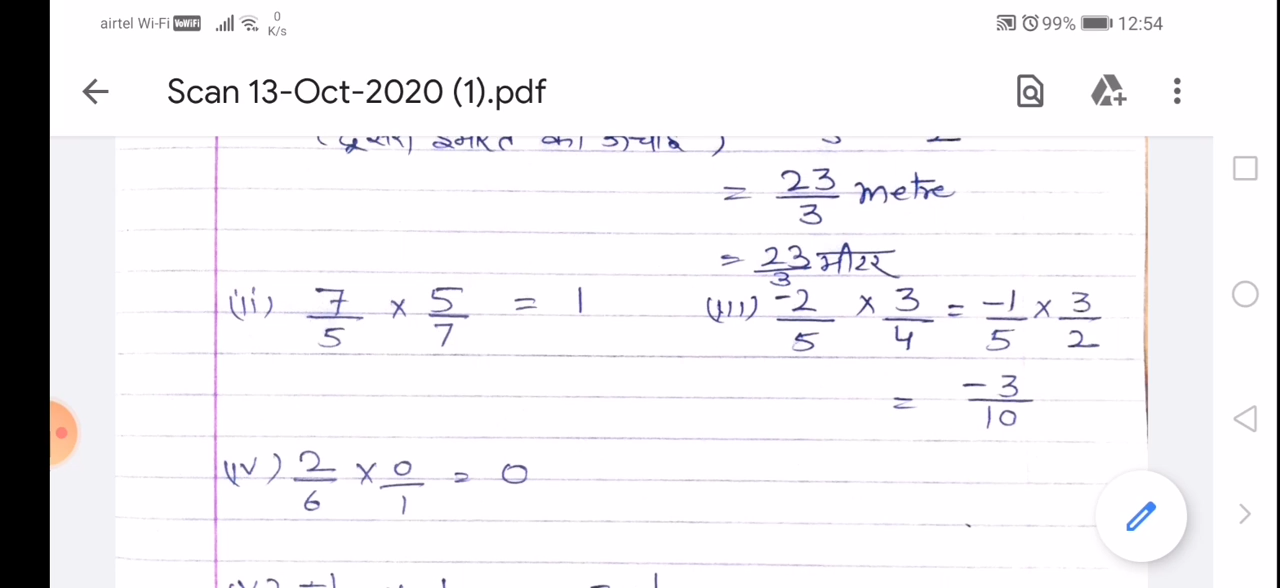 airtel Wi-Fi VoWiFi 0 K/s 99% 12:54
Scan 13-Oct-2020 (1).pdf
= 23/3 metre
= 23/3 मीटर
(ii) 7/5 × 5/7 = 1 (iii) -2/5 × 3/4 = -1/5 × 3/2
= -3/10
(iv) 2/6 × 0/1 = 0